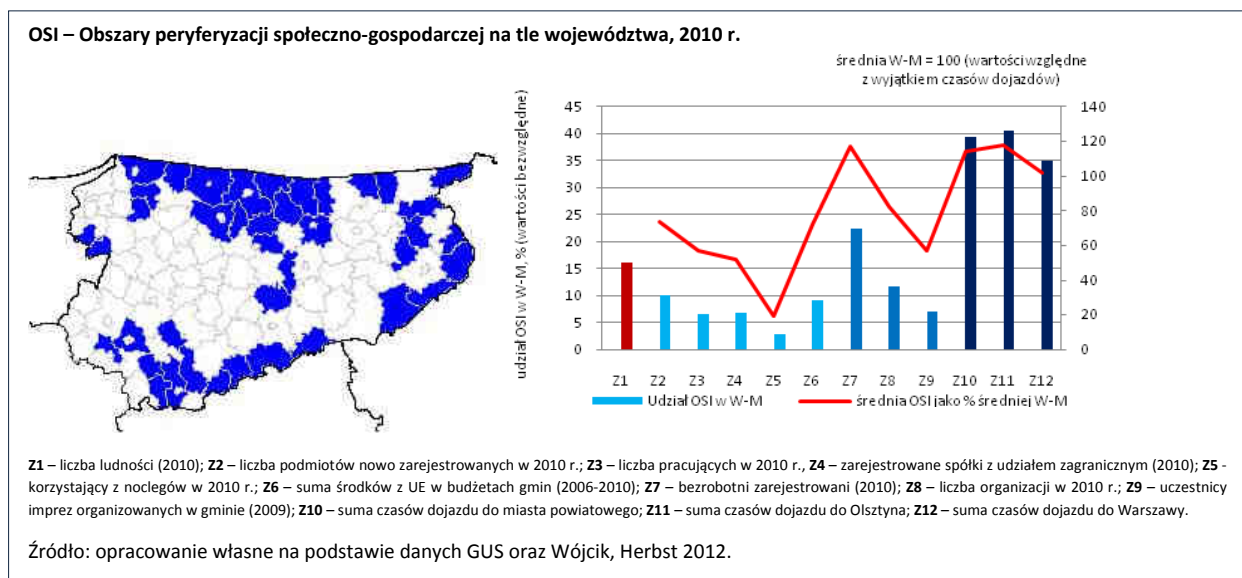 OSI – Obszary peryferyzacji społeczno-gospodarczej na tle województwa, 2010 r.
średnia W-M = 100 (wartości względne
z wyjątkiem czasów dojazdów)
udział OSI w W-M, % (wartości bezwzględne)
45
40
35
30
25
20
15
10
5
0
140
120
100
80
60
40
20
0
Z1 Z2 Z3 Z4 Z5 Z6 Z7 Z8 Z9 Z10 Z11 Z12
Udział OSI w W-M
średnia OSI jako % średniej W-M
Z1 – liczba ludności (2010); Z2 – liczba podmiotów nowo zarejestrowanych w 2010 r.; Z3 – liczba pracujących w 2010 r., Z4 – zarejestrowane spółki z udziałem zagranicznym (2010); Z5 -
korzystający z noclegów w 2010 r.; Z6 – suma środków z UE w budżetach gmin (2006-2010); Z7 – bezrobotni zarejestrowani (2010); Z8 – liczba organizacji w 2010 r.; Z9 – uczestnicy
imprez organizowanych w gminie (2009); Z10 – suma czasów dojazdu do miasta powiatowego; Z11 – suma czasów dojazdu do Olsztyna; Z12 – suma czasów dojazdu do Warszawy.
Źródło: opracowanie własne na podstawie danych GUS oraz Wójcik, Herbst 2012.